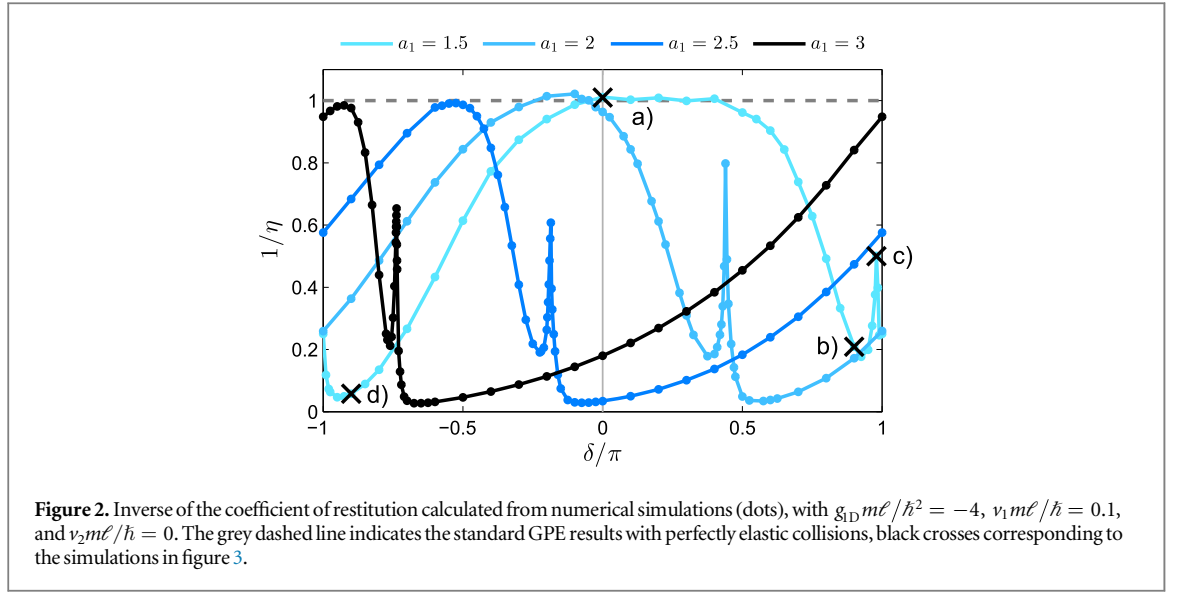 a₁ = 1.5 a₁ = 2 a₁ = 2.5 a₁ = 3
1
0.8
0.6
0.4
0.2
0
1/η
a)
b)
c)
d)
−1 −0.5 0 0.5 1
δ/π
Figure 2. Inverse of the coefficient of restitution calculated from numerical simulations (dots), with g₁D mℓ/ħ² = −4, v₁mℓ/ħ = 0.1,
and v₂mℓ/ħ = 0. The grey dashed line indicates the standard GPE results with perfectly elastic collisions, black crosses corresponding to
the simulations in figure 3.